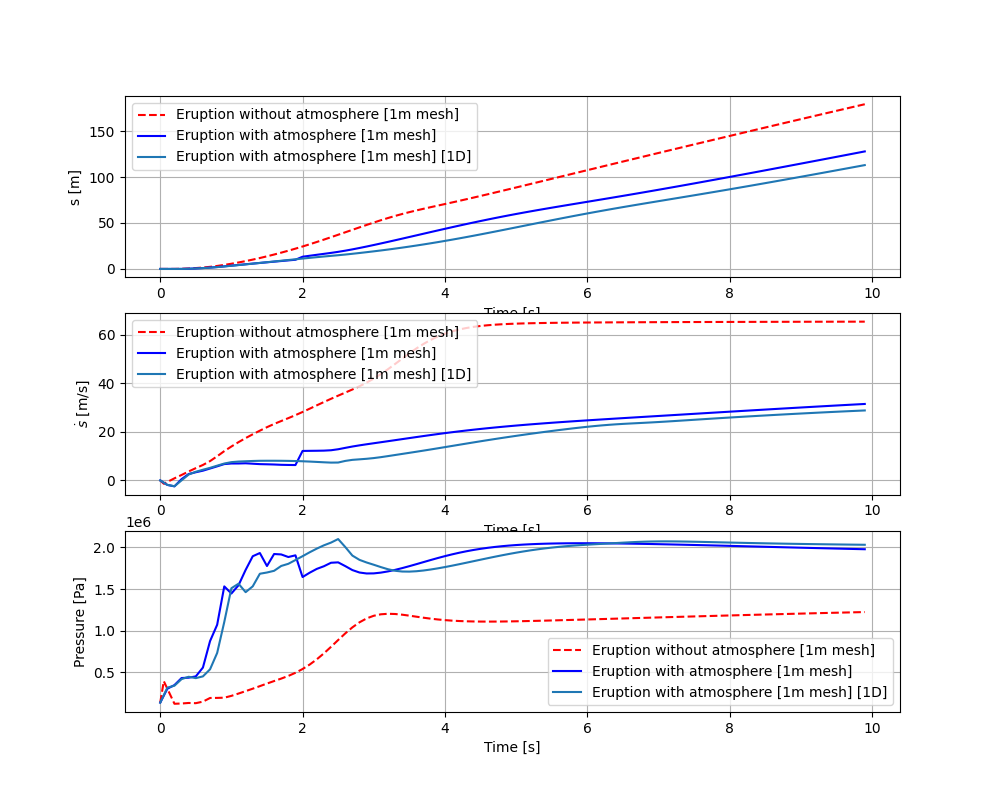 Eruption without atmosphere [1m mesh]
Eruption with atmosphere [1m mesh]
Eruption with atmosphere [1m mesh] [1D]
s [m]
150
100
50
0
0 2 4 6 8 10
Time [s]
Eruption without atmosphere [1m mesh]
Eruption with atmosphere [1m mesh]
Eruption with atmosphere [1m mesh] [1D]
ṡ [m/s]
60
40
20
0
0 2 4 6 8 10
Time [s]
1e6
Pressure [Pa]
2.0
1.5
1.0
0.5
Eruption without atmosphere [1m mesh]
Eruption with atmosphere [1m mesh]
Eruption with atmosphere [1m mesh] [1D]
0 2 4 6 8 10
Time [s]